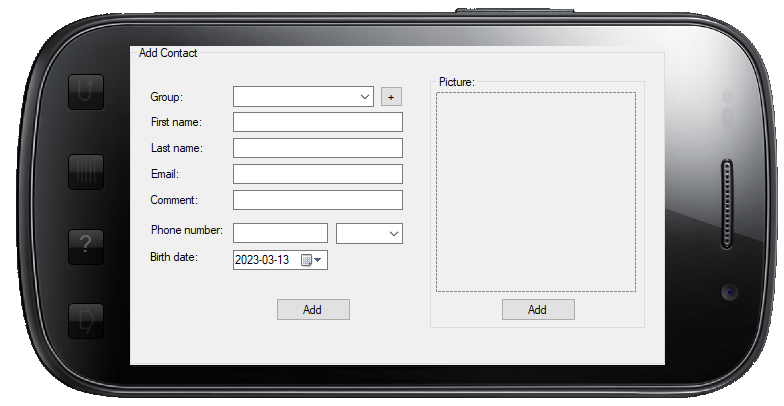 Add Contact
Group:
+
First name:
Last name:
Email:
Comment:
Phone number:
Birth date:
2023-03-13
Add
Picture:
Add
?